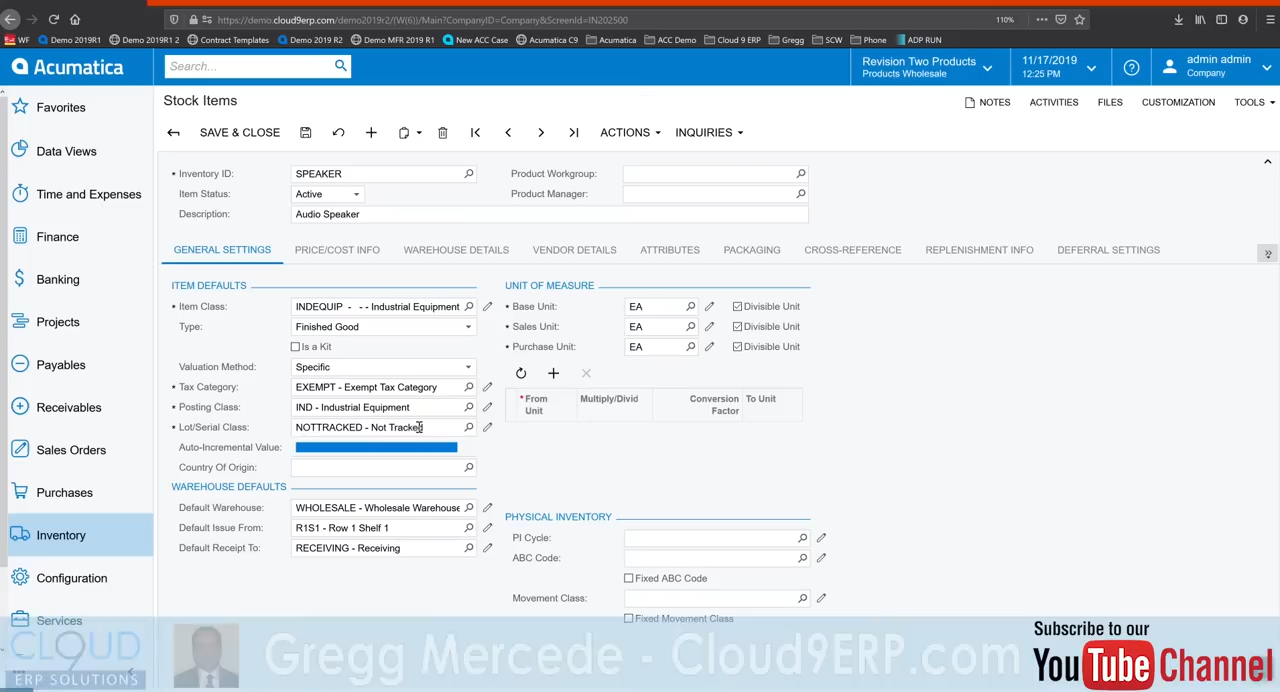 https://demo.cloud9erp.com/demo2019r2/(W(6))/Main?CompanyID=Company&ScreenId=IN202500 110%
WF Demo 2019R1 Demo 2019R1 2 Contract Templates Demo 2019 R2 Demo MFR 2019 R1 New ACC Case Acumatica C9 Acumatica ACC Demo Cloud 9 ERP Gregg SCW Phone ADP RUN
Acumatica Search... Revision Two Products Products Wholesale 11/17/2019 12:25 PM ? admin admin Company
Favorites
Data Views
Time and Expenses
Finance
Banking
Projects
Payables
Receivables
Sales Orders
Purchases
Inventory
Configuration
Services
Stock Items NOTES ACTIVITIES FILES CUSTOMIZATION TOOLS
SAVE & CLOSE ACTIONS INQUIRIES
Inventory ID: SPEAKER Product Workgroup:
Item Status: Active Product Manager:
Description: Audio Speaker
GENERAL SETTINGS PRICE/COST INFO WAREHOUSE DETAILS VENDOR DETAILS ATTRIBUTES PACKAGING CROSS-REFERENCE REPLENISHMENT INFO DEFERRAL SETTINGS
ITEM DEFAULTS
Item Class: INDEQUIP - - - Industrial Equipment
Type: Finished Good
Is a Kit
Valuation Method: Specific
Tax Category: EXEMPT - Exempt Tax Category
Posting Class: IND - Industrial Equipment
Lot/Serial Class: NOTTRACKED - Not Tracked
Auto-Incremental Value:
Country Of Origin:
WAREHOUSE DEFAULTS
Default Warehouse: WHOLESALE - Wholesale Warehouse
Default Issue From: R1S1 - Row 1 Shelf 1
Default Receipt To: RECEIVING - Receiving
UNIT OF MEASURE
Base Unit: EA Divisible Unit
Sales Unit: EA Divisible Unit
Purchase Unit: EA Divisible Unit
From Unit Multiply/Divid Conversion Factor To Unit
PHYSICAL INVENTORY
PI Cycle:
ABC Code:
Fixed ABC Code
Movement Class:
Fixed Movement Class
CLOUD 9
ERP SOLUTIONS
Gregg Mercede - Cloud9ERP.com
Subscribe to our
YouTube Channel